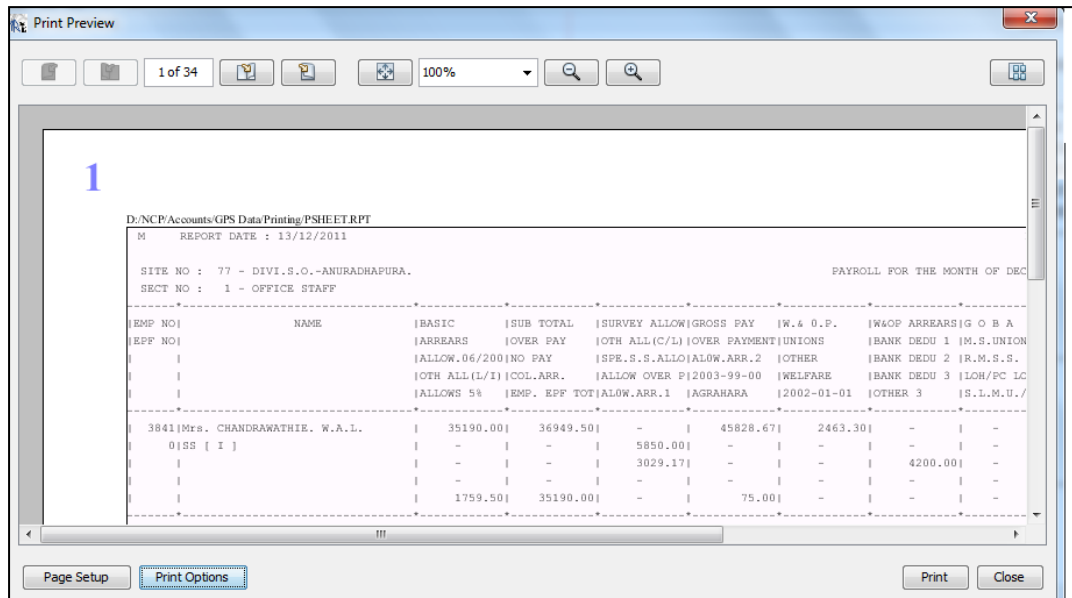 Print Preview
1 of 34 100%
1
D:/NCP/Accounts/GPS Data/Printing/PSHEET.RPT
M REPORT DATE : 13/12/2011
SITE NO : 77 - DIVI.S.O.-ANURADHAPURA. PAYROLL FOR THE MONTH OF DEC
SECT NO : 1 - OFFICE STAFF
-------*--------------------------------------*-------------*-------------*-------------*-------------*-------------*-------------*---------
|EMP NO| NAME |BASIC |SUB TOTAL |SURVEY ALLOW|GROSS PAY |W.& O.P. |W&OP ARREARS|G O B A
|EPF NO| |ARREARS |OVER PAY |OTH ALL(C/L)|OVER PAYMENT|UNIONS |BANK DEDU 1 |M.S.UNION
| | |ALLOW.06/200|NO PAY |SPE.S.S.ALLO|AL0W.ARR.2 |OTHER |BANK DEDU 2 |R.M.S.S.
| | |OTH ALL(L/I)|COL.ARR. |ALLOW OVER P|2003-99-00 |WELFARE |BANK DEDU 3 |LOH/PC LO
| | |ALLOWS 5% |EMP. EPF TOT|AL0W.ARR.1 |AGRAHARA |2002-01-01 |OTHER 3 |S.L.M.U./
-------*--------------------------------------*-------------*-------------*-------------*-------------*-------------*-------------*---------
| 3841|Mrs. CHANDRAWATHIE. W.A.L. | 35190.00| 36949.50| - | 45828.67| 2463.30| - | -
| 0|SS [ I ] | - | - | 5850.00| - | - | - | -
| | | - | - | 3029.17| - | - | 4200.00| -
| | | - | - | - | - | - | - | -
| | | 1759.50| 35190.00| - | 75.00| - | - | -
-------*--------------------------------------*-------------*-------------*-------------*-------------*-------------*-------------*---------
Page Setup Print Options Print Close